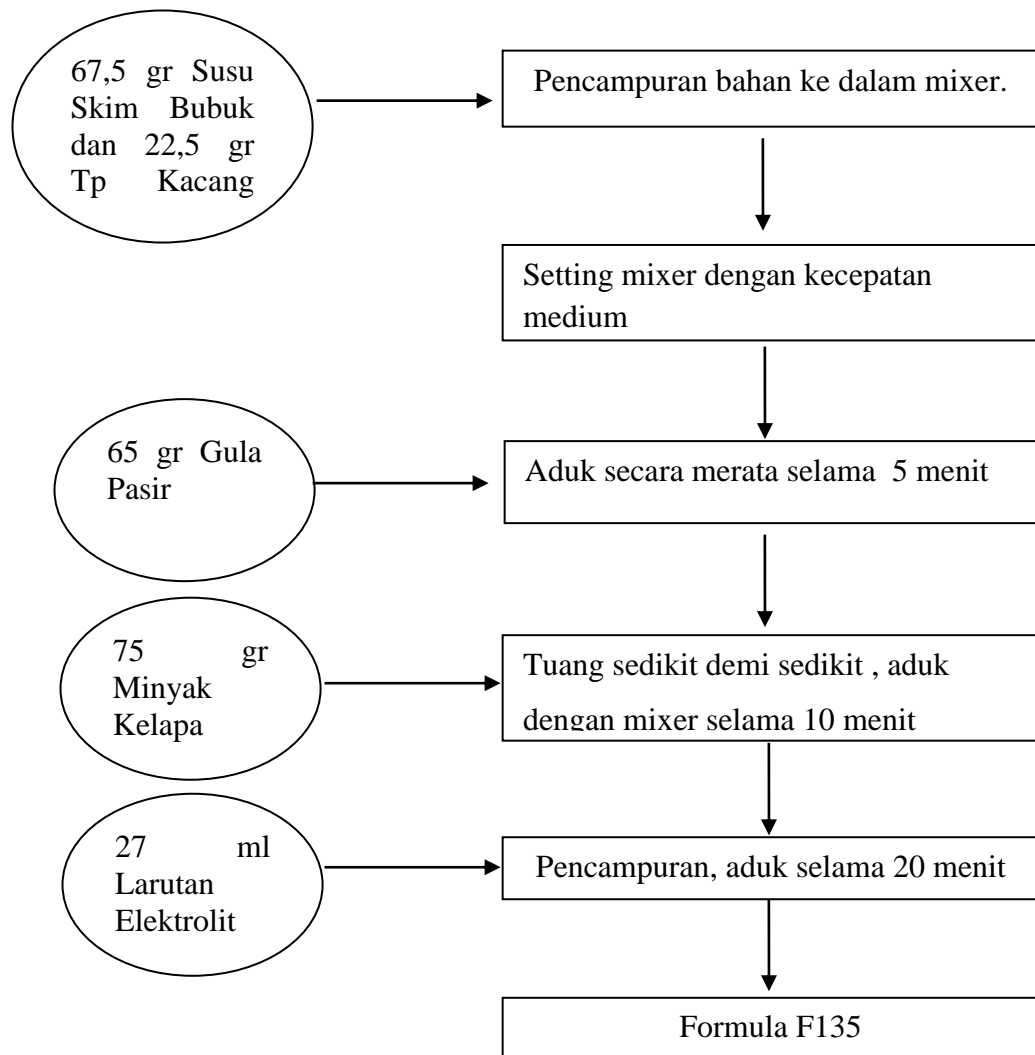 67,5 gr Susu
Skim Bubuk
dan 22,5 gr
Tp Kacang
Pencampuran bahan ke dalam mixer.
Setting mixer dengan kecepatan
medium
65 gr Gula
Pasir
Aduk secara merata selama 5 menit
75 gr
Minyak
Kelapa
Tuang sedikit demi sedikit , aduk
dengan mixer selama 10 menit
27 ml
Larutan
Elektrolit
Pencampuran, aduk selama 20 menit
Formula F135